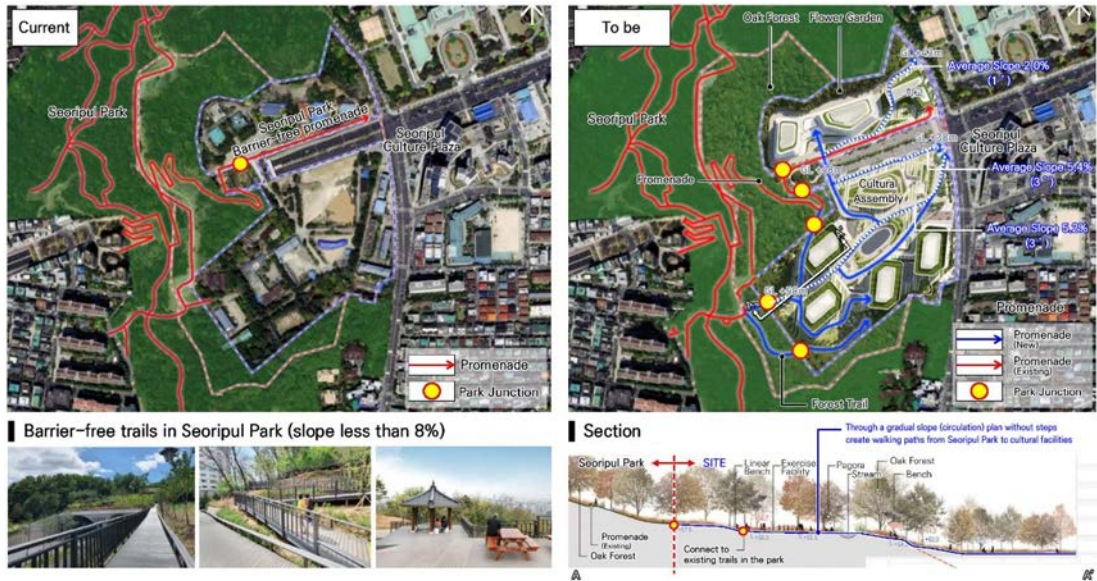 Current
Seoripul Park
Seoripul Park
Barrier-free promenade
Seoripul
Culture Plaza
Promenade
Park Junction
To be
Oak Forest
Flower Garden
Average Slope 2.0%
Seoripul Park
Seoripul
Culture Plaza
Average Slope 5.4%
Promenade
Cultural
Assembly
Average Slope 5.2%
Promenade
Promenade
(New)
Promenade
(Existing)
Park Junction
Forest Trail
Barrier-free trails in Seoripul Park (slope less than 8%)
Section
Through a gradual slope (circulation) plan without steps
create walking paths from Seoripul Park to cultural facilities
Seoripul Park
SITE
Linear
Bench
Exercise
Facility
Pagora
Stream
Oak Forest
Bench
Promenade
(Existing)
Oak Forest
Connect to
existing trails in the park
A
A'